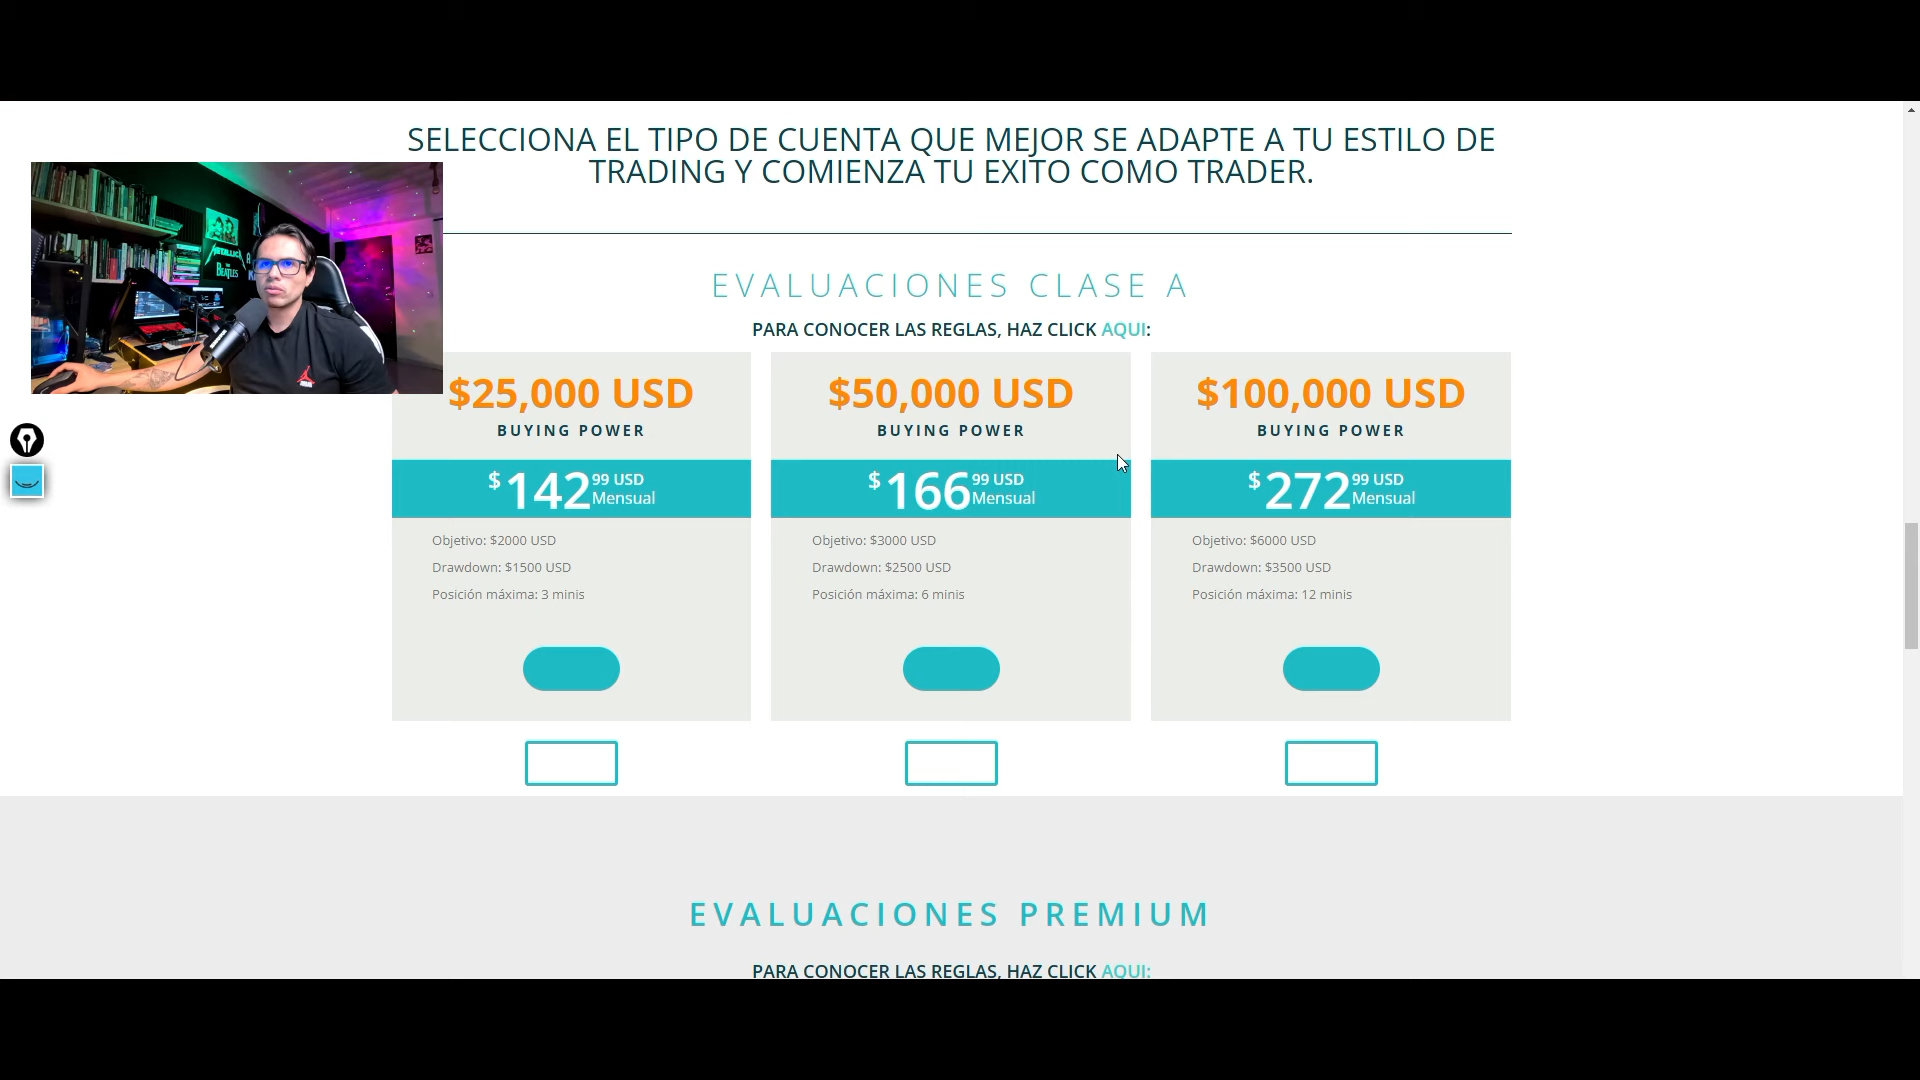 SELECCIONA EL TIPO DE CUENTA QUE MEJOR SE ADAPTE A TU ESTILO DE
TRADING Y COMIENZA TU EXITO COMO TRADER.
METALLICA
THE
BEATLES
EVALUACIONES CLASE A
PARA CONOCER LAS REGLAS, HAZ CLICK AQUI:
$25,000 USD
BUYING POWER
$142 99 USD
Mensual
Objetivo: $2000 USD
Drawdown: $1500 USD
Posición máxima: 3 minis
$50,000 USD
BUYING POWER
$166 99 USD
Mensual
Objetivo: $3000 USD
Drawdown: $2500 USD
Posición máxima: 6 minis
$100,000 USD
BUYING POWER
$272 99 USD
Mensual
Objetivo: $6000 USD
Drawdown: $3500 USD
Posición máxima: 12 minis
EVALUACIONES PREMIUM
PARA CONOCER LAS REGLAS, HAZ CLICK AQUI: